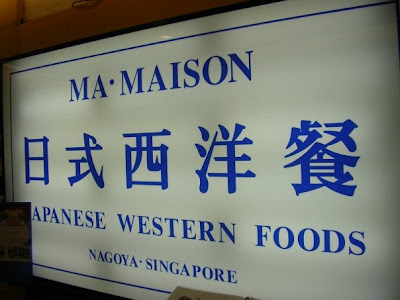 MA·MAISON
日式西洋餐
APANESE WESTERN FOODS
NAGOYA·SINGAPORE